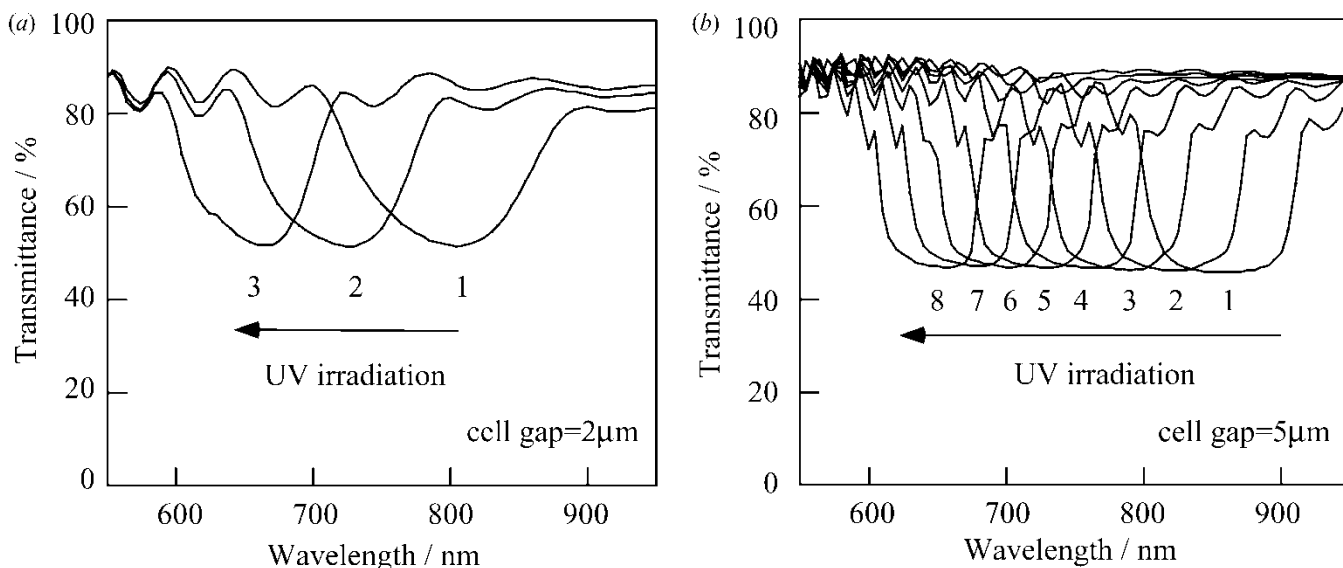 (a)
100
80
60
40
20
0
Transmittance / %
3 2 1
UV irradiation
cell gap=2μm
600 700 800 900
Wavelength / nm
(b)
100
80
60
40
20
0
Transmittance / %
8 7 6 5 4 3 2 1
UV irradiation
cell gap=5μm
600 700 800 900
Wavelength / nm